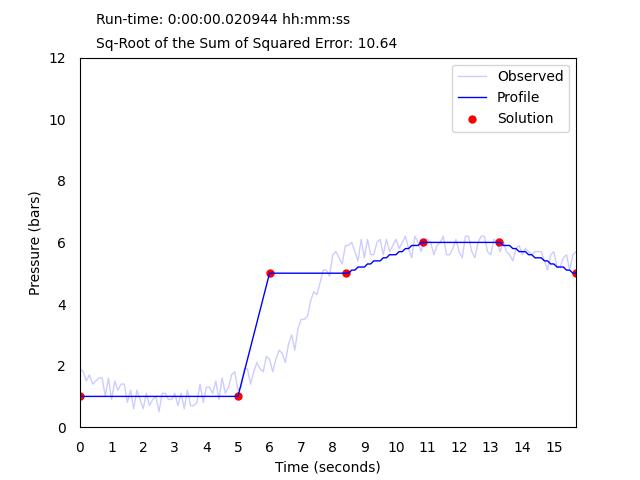 Run-time: 0:00:00.020944 hh:mm:ss
Sq-Root of the Sum of Squared Error: 10.64
12
10
8
6
4
2
0
Pressure (bars)
Observed
Profile
Solution
0 1 2 3 4 5 6 7 8 9 10 11 12 13 14 15
Time (seconds)